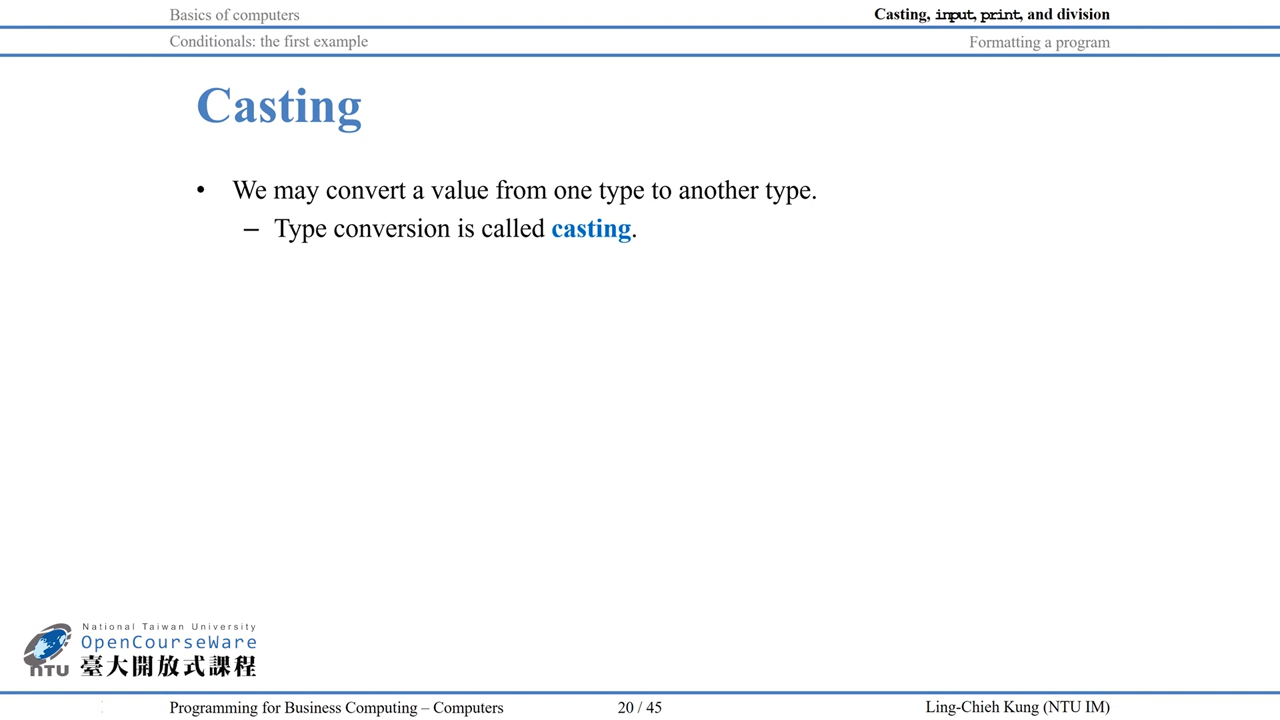 Basics of computers
Casting, input, print, and division
Conditionals: the first example
Formatting a program
Casting
• We may convert a value from one type to another type.
– Type conversion is called casting.
National Taiwan University
OpenCourseWare
臺大開放式課程
NTU
Programming for Business Computing – Computers
20 / 45
Ling-Chieh Kung (NTU IM)